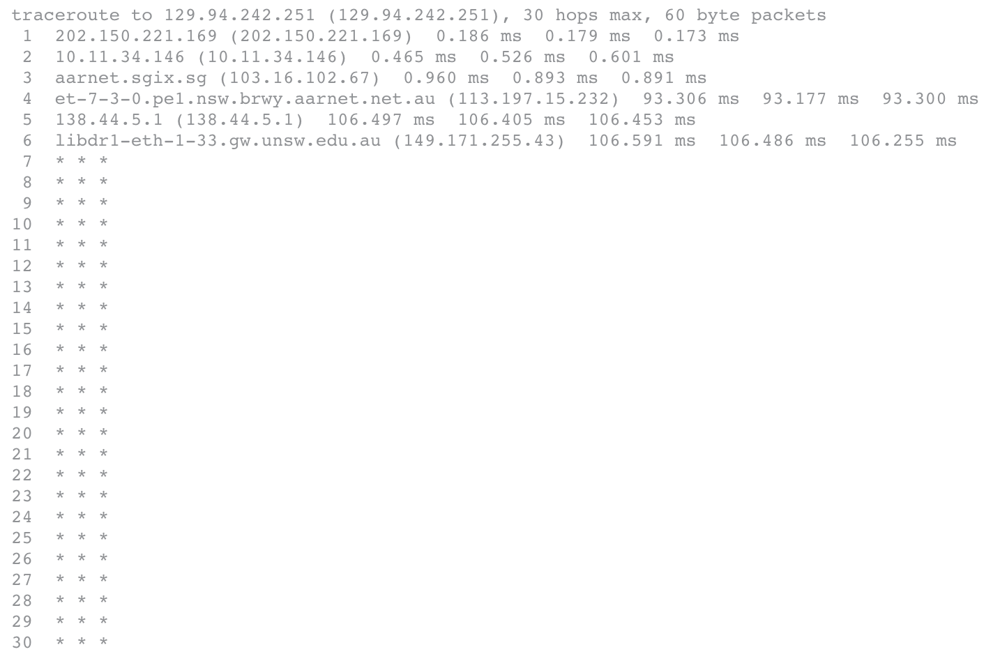 traceroute to 129.94.242.251 (129.94.242.251), 30 hops max, 60 byte packets
1 202.150.221.169 (202.150.221.169) 0.186 ms 0.179 ms 0.173 ms
2 10.11.34.146 (10.11.34.146) 0.465 ms 0.526 ms 0.601 ms
3 aarnet.sgix.sg (103.16.102.67) 0.960 ms 0.893 ms 0.891 ms
4 et-7-3-0.pe1.nsw.brwy.aarnet.net.au (113.197.15.232) 93.306 ms 93.177 ms 93.300 ms
5 138.44.5.1 (138.44.5.1) 106.497 ms 106.405 ms 106.453 ms
6 libdr1-eth-1-33.gw.unsw.edu.au (149.171.255.43) 106.591 ms 106.486 ms 106.255 ms
7 * * *
8 * * *
9 * * *
10 * * *
11 * * *
12 * * *
13 * * *
14 * * *
15 * * *
16 * * *
17 * * *
18 * * *
19 * * *
20 * * *
21 * * *
22 * * *
23 * * *
24 * * *
25 * * *
26 * * *
27 * * *
28 * * *
29 * * *
30 * * *